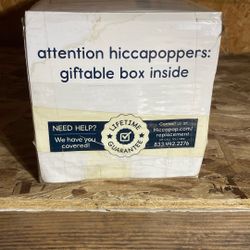 attention hiccapoppers:
giftable box inside
NEED HELP?
We have you
covered!
LIFETIME
GUARANTEE
Contact us at:
Hiccapop.com/
replacement
833.442.2276